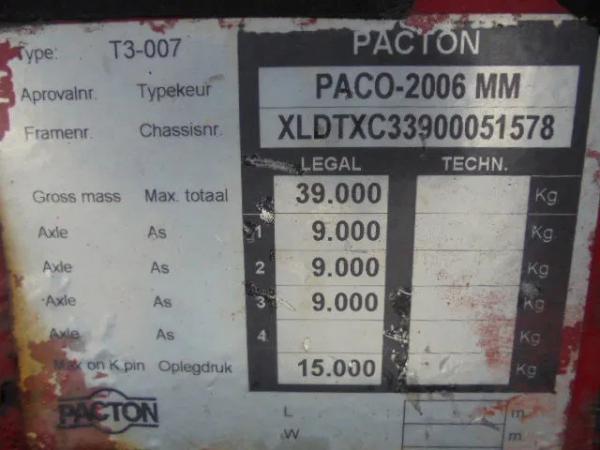 Type: T3-007 PACTON
Aprovalnr. Typekeur PACO-2006 MM
Framenr. Chassisnr. XLDTXC33900051578
LEGAL TECHN.
Gross mass Max. totaal 39.000 Kg
Axle As 1 9.000 Kg
Axle As 2 9.000 Kg
Axle As 3 9.000 Kg
Axle As 4 Kg
Max on K.pin Oplegdruk 15.000 Kg
PACTON L m
W m